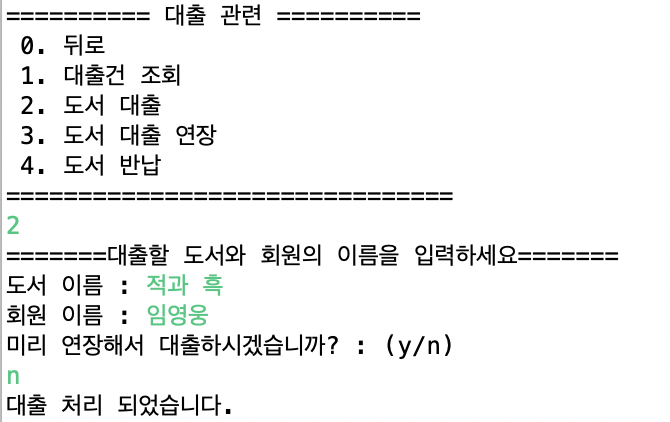 ========== 대출 관련 ==========
0. 뒤로
1. 대출건 조회
2. 도서 대출
3. 도서 대출 연장
4. 도서 반납
===============================
2
=======대출할 도서와 회원의 이름을 입력하세요=======
도서 이름 : 적과 흑
회원 이름 : 임영웅
미리 연장해서 대출하시겠습니까? : (y/n)
n
대출 처리 되었습니다.